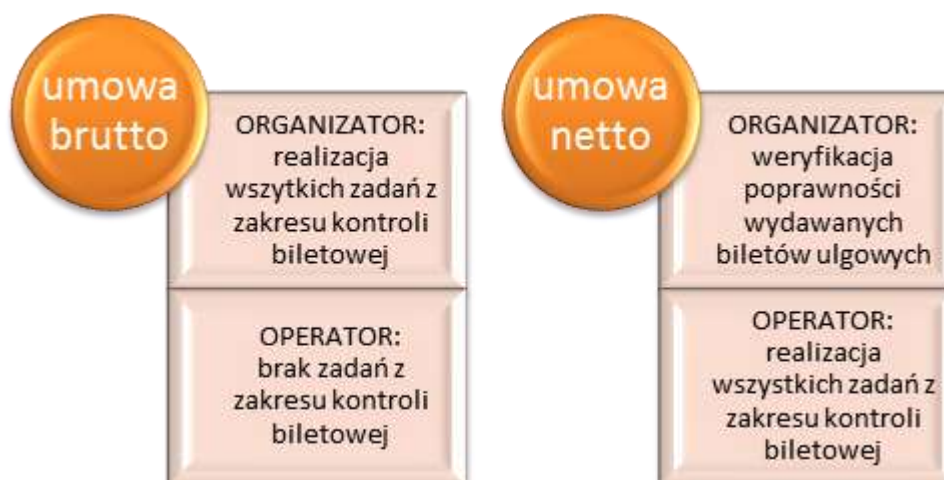 umowa
brutto
ORGANIZATOR:
realizacja
wszytkich zadań z
zakresu kontroli
biletowej
OPERATOR:
brak zadań z
zakresu kontroli
biletowej
umowa
netto
ORGANIZATOR:
weryfikacja
poprawności
wydawanych
biletów ulgowych
OPERATOR:
realizacja
wszystkich zadań z
zakresu kontroli
biletowej